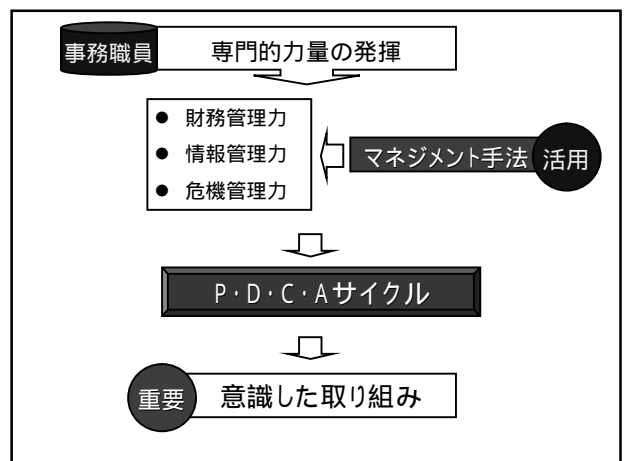 事務職員 専門的力量の発揮
● 財務管理力
● 情報管理力
● 危機管理力
マネジメント手法 活用
P・D・C・Aサイクル
重要 意識した取り組み